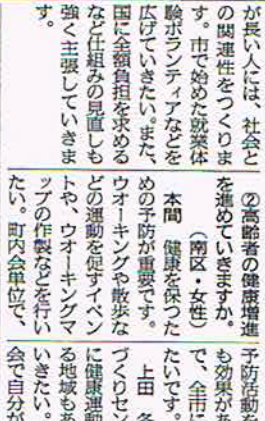 が長い人には、社会と
の関連性をつくりま
す。市で始めた就業体
験ボランティアなどを
広げていきたい。また、
国に全額負担を求める
など仕組みの見直しも
強く主張していきま
す。
②高齢者の健康増進
を進めていきますか。
（南区・女性）
本間　健康を保つた
めの予防が重要です。
ウオーキングや散歩な
どの運動を促すイベン
トや、ウオーキングマ
ップの作製などを行い
たい。町内会単位で、
予防活動を
も効果があ
で、全市に
たいです。
上田　各
づくりセン
に健康運動
る地域もあ
いきたい。
会で自分が